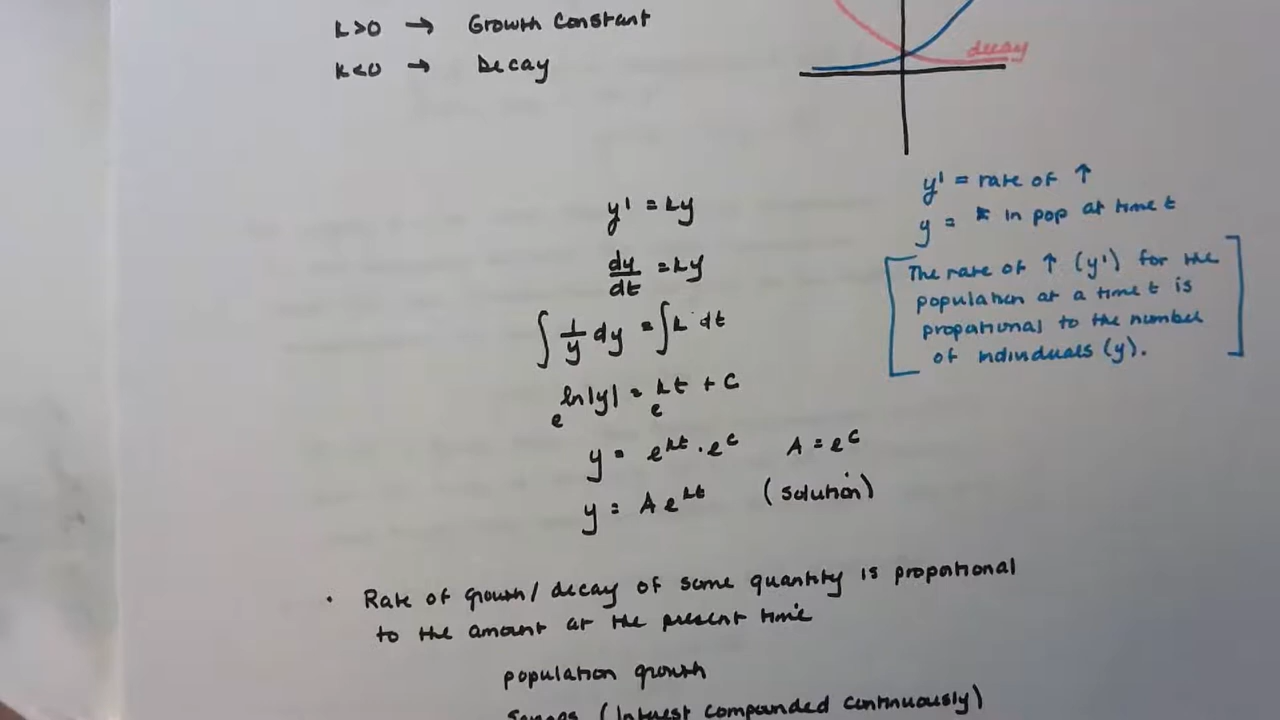 k>0 → Growth Constant
k<0 → Decay
decay
y' = ky
dy/dt = ky
∫ 1/y dy = ∫ k dt
e^ln|y| = e^kt + C
y = e^kt · e^C A = e^C
y = Ae^kt (solution)
y' = rate of ↑
y = # in pop at time t
[The rate of ↑ (y') for the
population at a time t is
propational to the number
of individuals (y).]
• Rate of growth/decay of some quantity is propational
to the amount at the present time
population growth
(Interest compounded continuously)